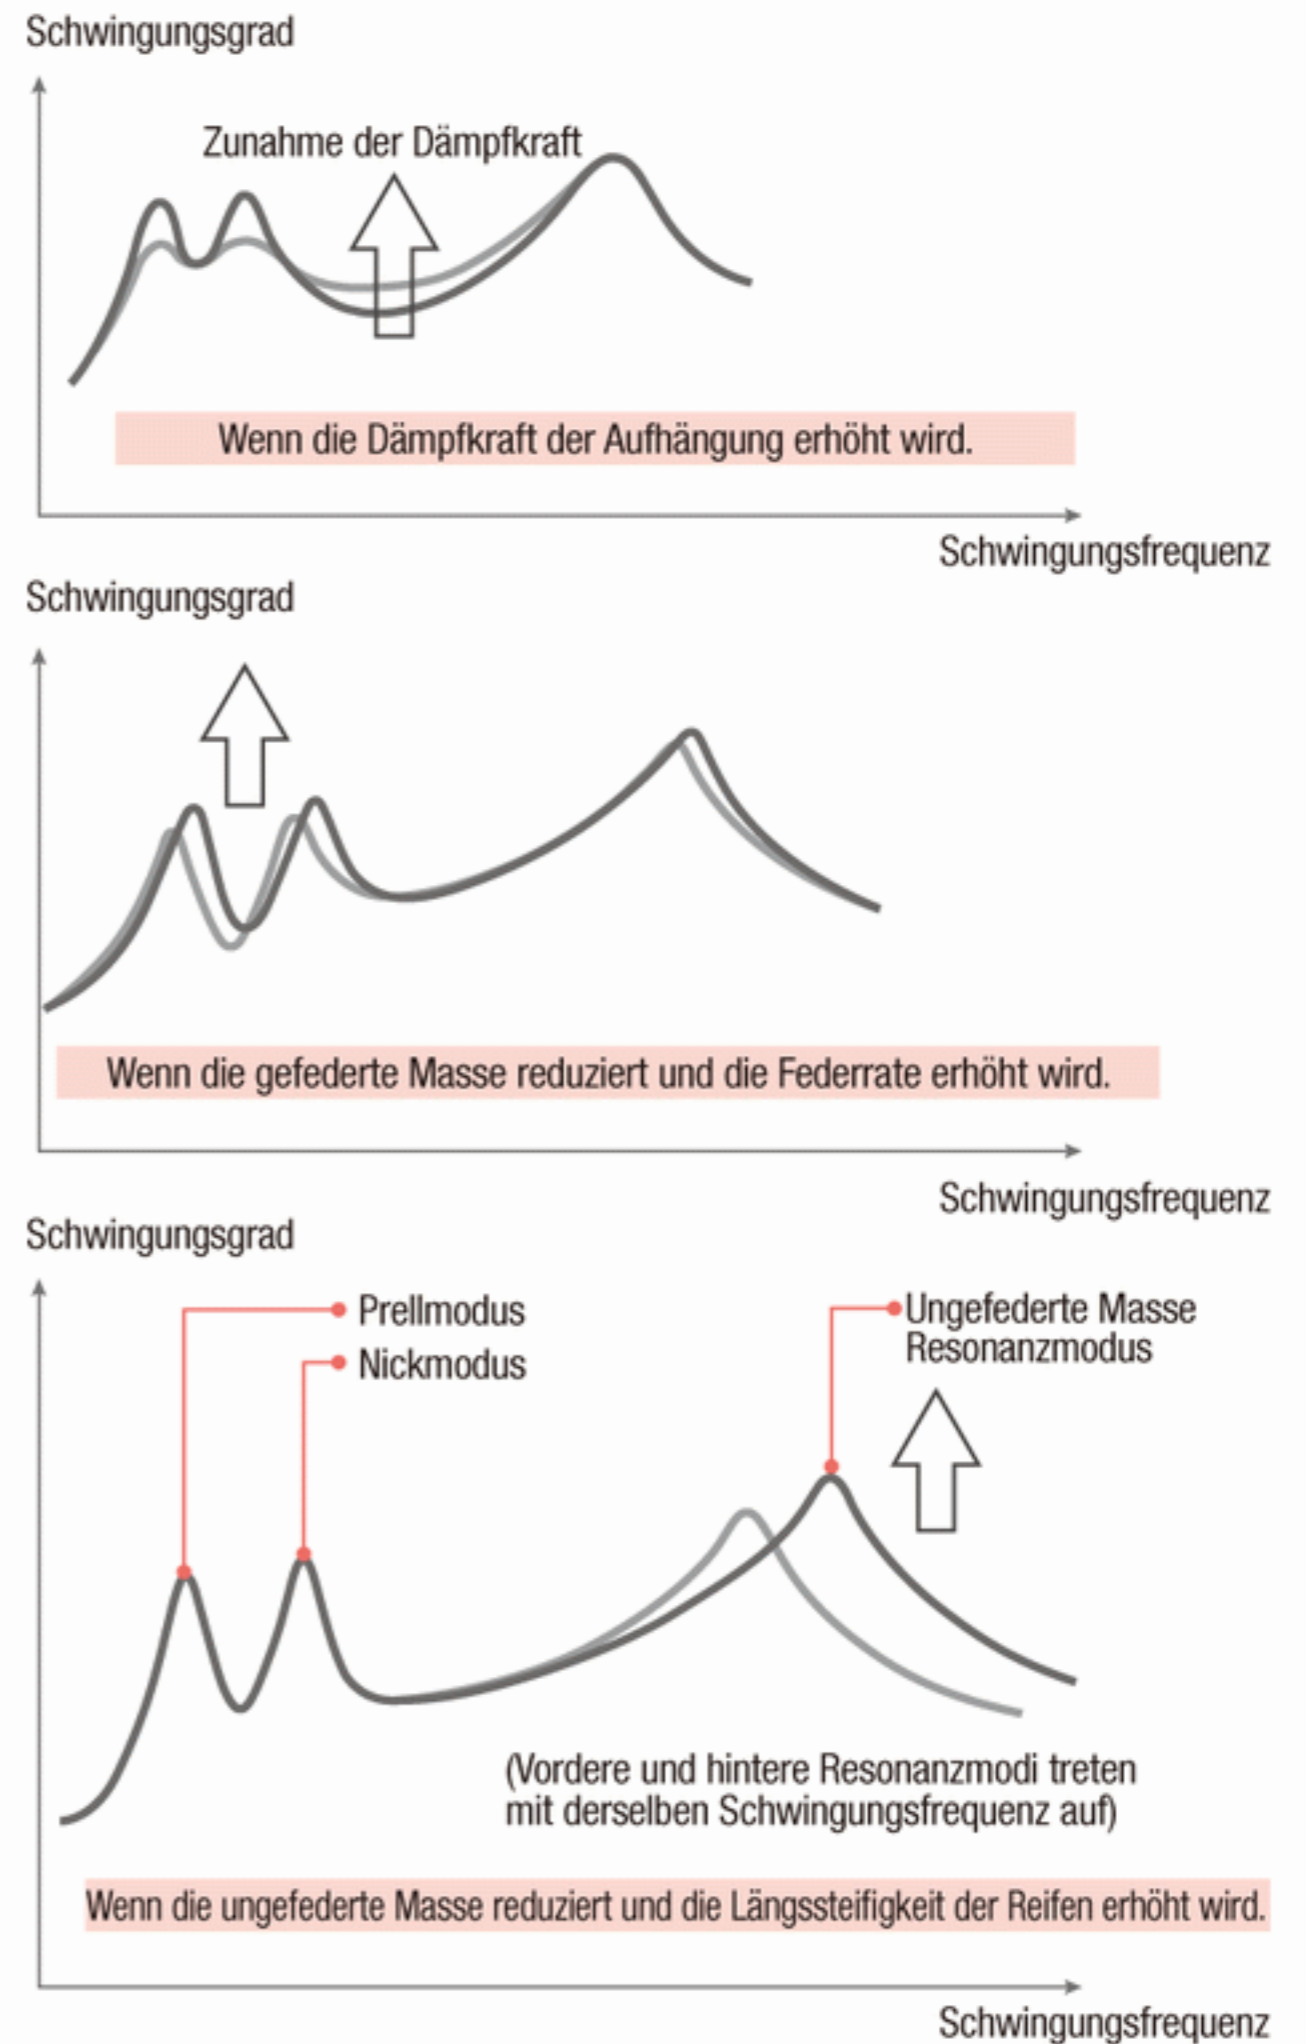 Schwingungsgrad
Zunahme der Dämpfkraft
Wenn die Dämpfkraft der Aufhängung erhöht wird.
Schwingungsfrequenz
Schwingungsgrad
Wenn die gefederte Masse reduziert und die Federrate erhöht wird.
Schwingungsfrequenz
Schwingungsgrad
Prellmodus
Nickmodus
Ungefederte Masse
Resonanzmodus
(Vordere und hintere Resonanzmodi treten
mit derselben Schwingungsfrequenz auf)
Wenn die ungefederte Masse reduziert und die Längssteifigkeit der Reifen erhöht wird.
Schwingungsfrequenz